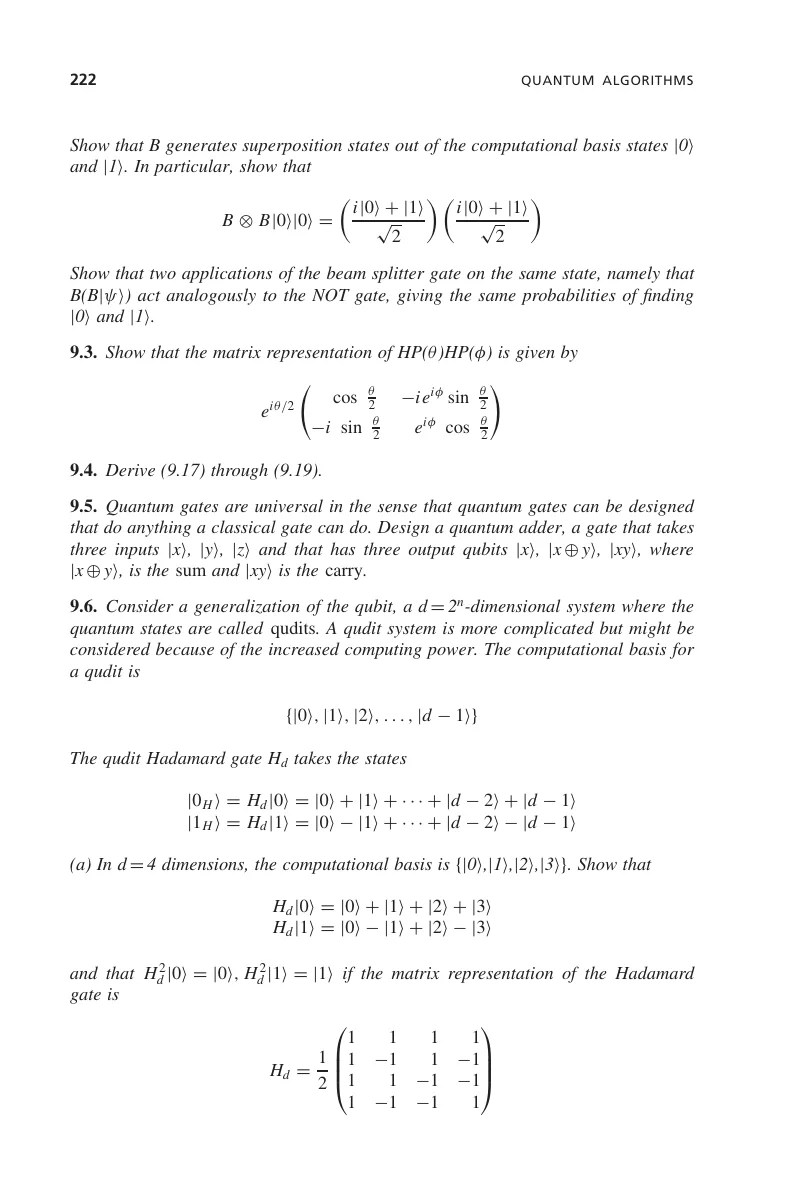 222 QUANTUM ALGORITHMS
Show that B generates superposition states out of the computational basis states |0⟩
and |1⟩. In particular, show that
B ⊗ B|0⟩|0⟩ = (i|0⟩ + |1⟩ / √2) (i|0⟩ + |1⟩ / √2)
Show that two applications of the beam splitter gate on the same state, namely that
B(B|ψ⟩) act analogously to the NOT gate, giving the same probabilities of finding
|0⟩ and |1⟩.
9.3. Show that the matrix representation of HP(θ)HP(ϕ) is given by
e^{iθ/2} ( cos θ/2 −ie^{iϕ} sin θ/2
−i sin θ/2 e^{iϕ} cos θ/2 )
9.4. Derive (9.17) through (9.19).
9.5. Quantum gates are universal in the sense that quantum gates can be designed
that do anything a classical gate can do. Design a quantum adder, a gate that takes
three inputs |x⟩, |y⟩, |z⟩ and that has three output qubits |x⟩, |x ⊕ y⟩, |xy⟩, where
|x ⊕ y⟩, is the sum and |xy⟩ is the carry.
9.6. Consider a generalization of the qubit, a d = 2ⁿ-dimensional system where the
quantum states are called qudits. A qudit system is more complicated but might be
considered because of the increased computing power. The computational basis for
a qudit is
{|0⟩, |1⟩, |2⟩, . . . , |d − 1⟩}
The qudit Hadamard gate H_d takes the states
|0_H⟩ = H_d|0⟩ = |0⟩ + |1⟩ + · · · + |d − 2⟩ + |d − 1⟩
|1_H⟩ = H_d|1⟩ = |0⟩ − |1⟩ + · · · + |d − 2⟩ − |d − 1⟩
(a) In d = 4 dimensions, the computational basis is {|0⟩,|1⟩,|2⟩,|3⟩}. Show that
H_d|0⟩ = |0⟩ + |1⟩ + |2⟩ + |3⟩
H_d|1⟩ = |0⟩ − |1⟩ + |2⟩ − |3⟩
and that H_d^2|0⟩ = |0⟩, H_d^2|1⟩ = |1⟩ if the matrix representation of the Hadamard
gate is
H_d = 1/2 ( 1 1 1 1
1 −1 1 −1
1 1 −1 −1
1 −1 −1 1 )